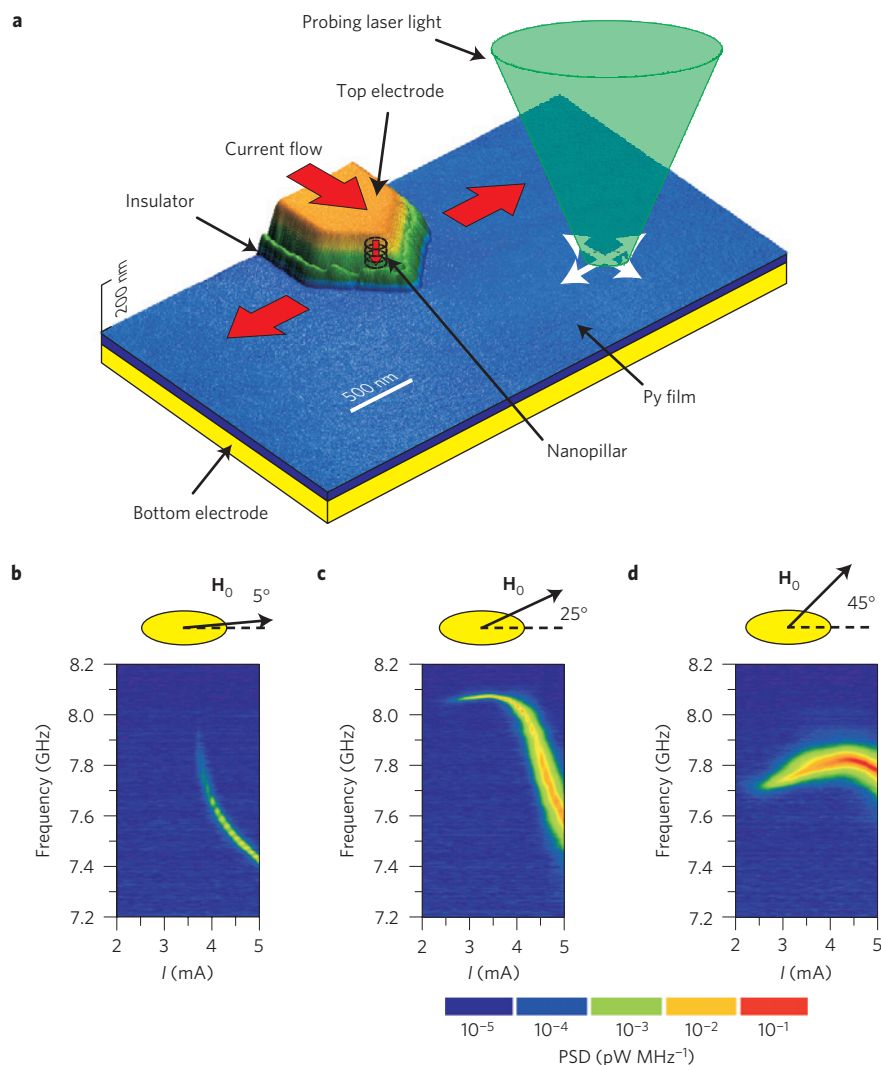 a
Probing laser light
Top electrode
Current flow
Insulator
200 nm
500 nm
Py film
Nanopillar
Bottom electrode
b
H₀
5°
8.2
8.0
7.8
7.6
7.4
7.2
Frequency (GHz)
2 3 4 5
I (mA)
c
H₀
25°
8.2
8.0
7.8
7.6
7.4
7.2
Frequency (GHz)
2 3 4 5
I (mA)
d
H₀
45°
8.2
8.0
7.8
7.6
7.4
7.2
Frequency (GHz)
2 3 4 5
I (mA)
10⁻⁵ 10⁻⁴ 10⁻³ 10⁻² 10⁻¹
PSD (pW MHz⁻¹)